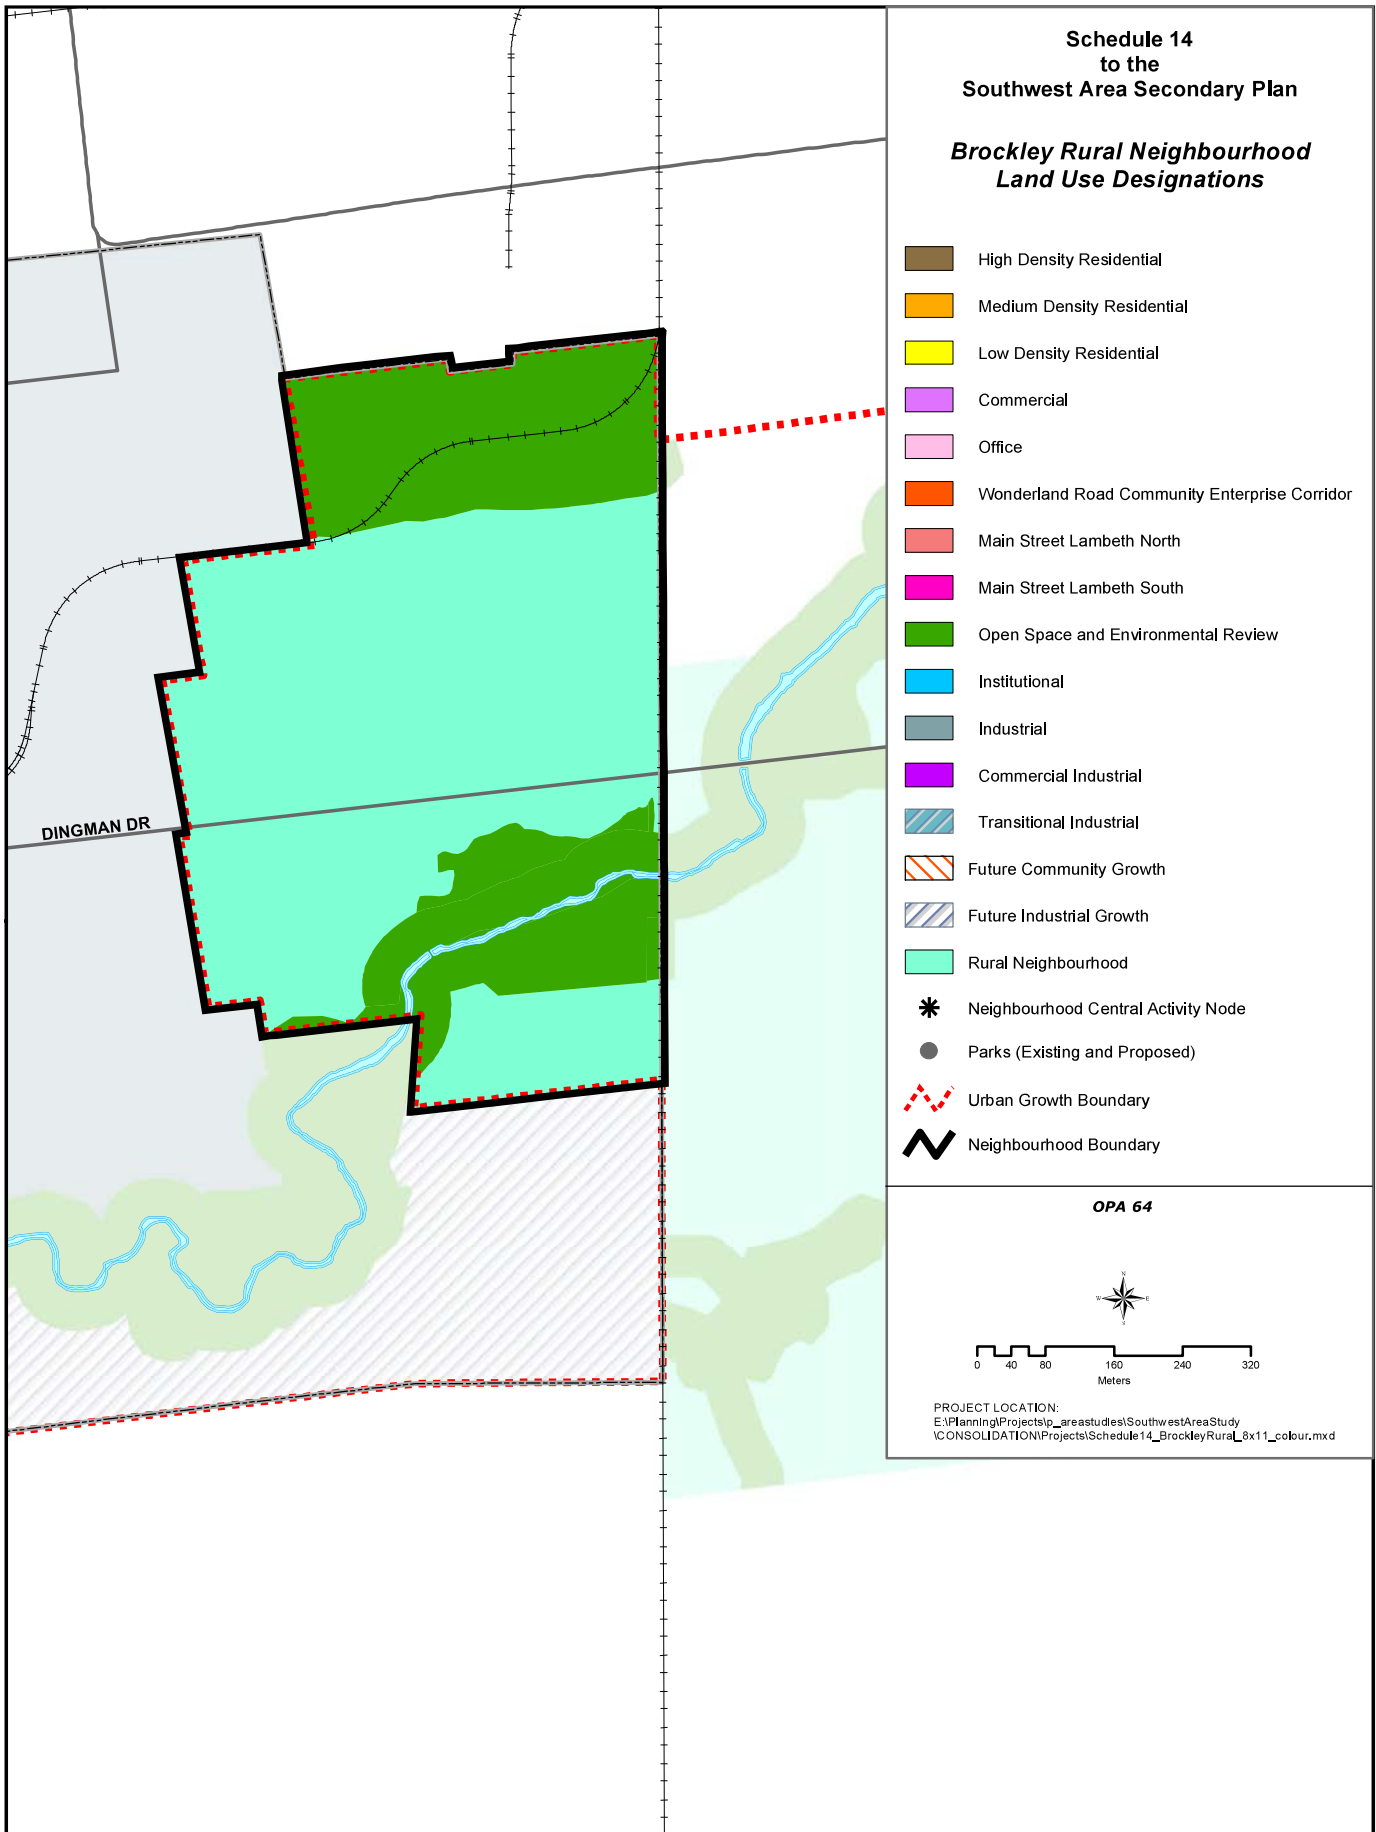 Schedule 14
to the
Southwest Area Secondary Plan
Brockley Rural Neighbourhood
Land Use Designations
High Density Residential
Medium Density Residential
Low Density Residential
Commercial
Office
Wonderland Road Community Enterprise Corridor
Main Street Lambeth North
Main Street Lambeth South
Open Space and Environmental Review
Institutional
Industrial
Commercial Industrial
Transitional Industrial
Future Community Growth
Future Industrial Growth
Rural Neighbourhood
Neighbourhood Central Activity Node
Parks (Existing and Proposed)
Urban Growth Boundary
Neighbourhood Boundary
DINGMAN DR
OPA 64
N
W E
S
0 40 80 160 240 320
Meters
PROJECT LOCATION:
E:\Planning\Projects\p_areastudies\SouthwestAreaStudy
\CONSOLIDATION\Projects\Schedule14_BrockleyRural_8x11_colour.mxd